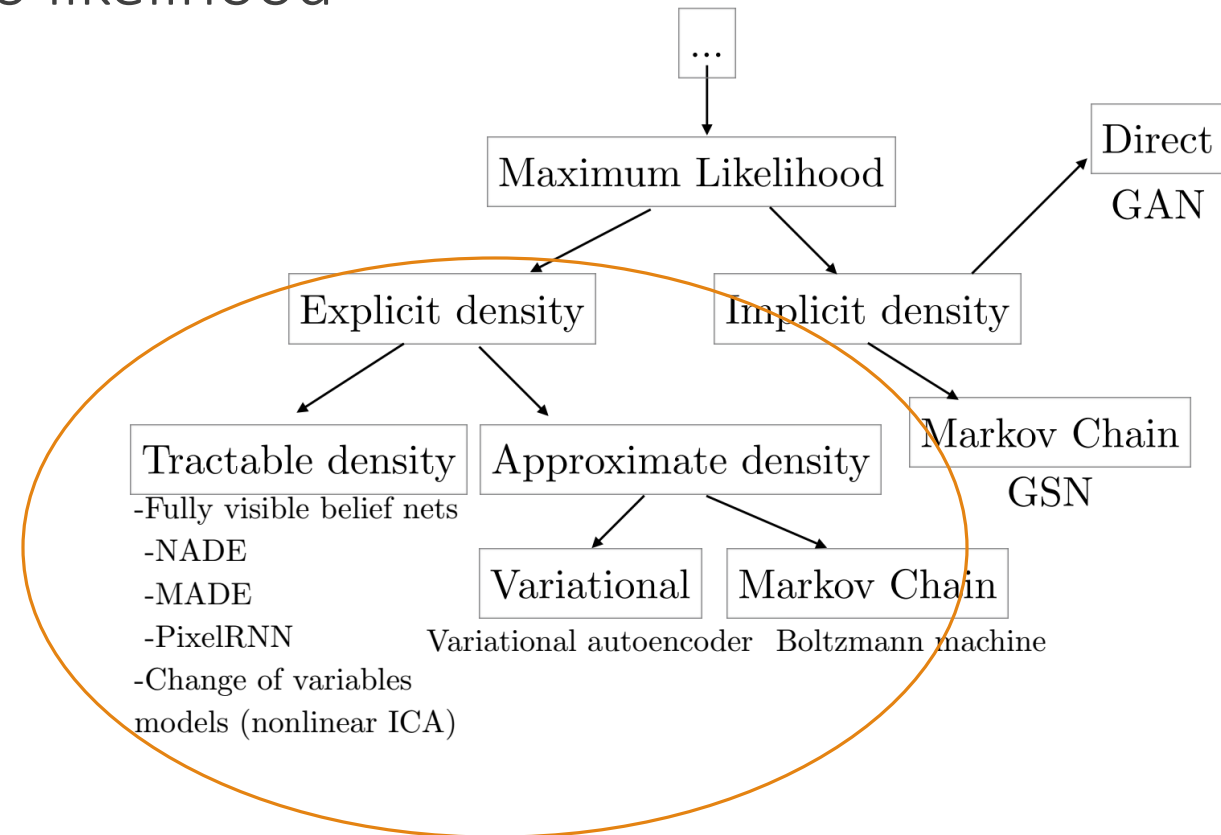 likelihood
...
Maximum Likelihood
Direct
GAN
Explicit density
Implicit density
Tractable density
Approximate density
Markov Chain
GSN
-Fully visible belief nets
-NADE
-MADE
-PixelRNN
-Change of variables
models (nonlinear ICA)
Variational
Markov Chain
Variational autoencoder
Boltzmann machine